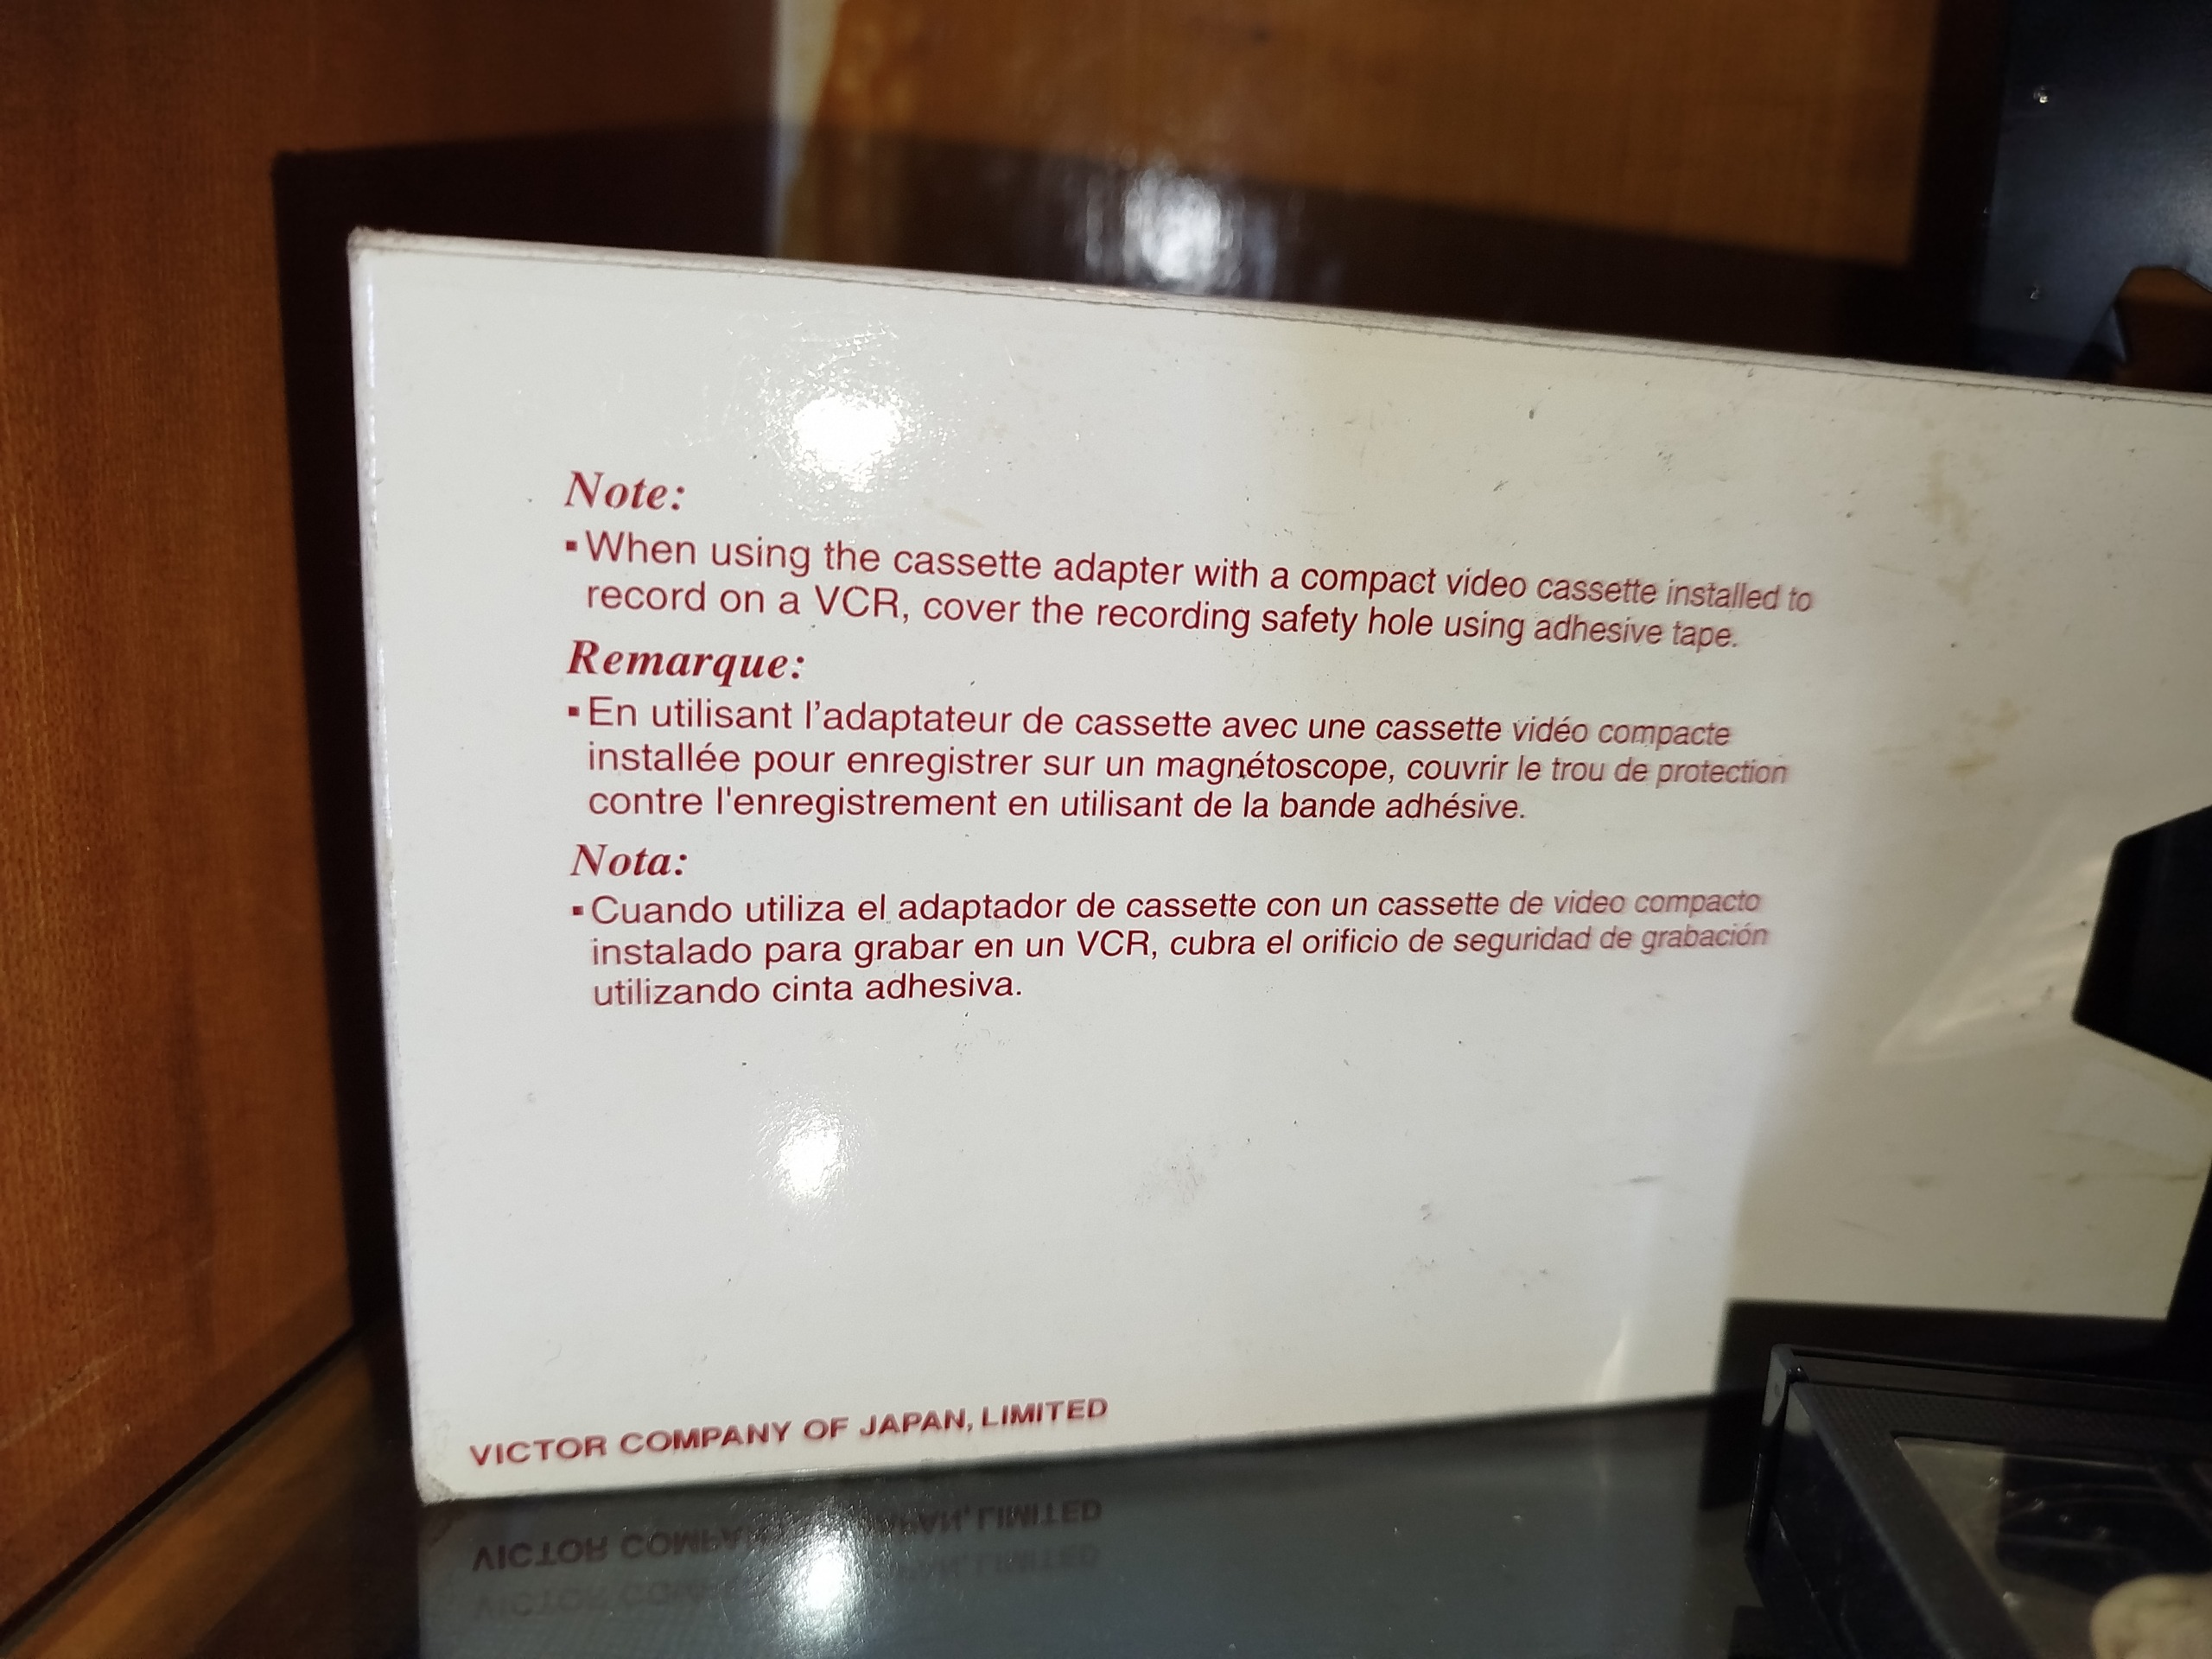 Note:
▪When using the cassette adapter with a compact video cassette installed to
record on a VCR, cover the recording safety hole using adhesive tape.
Remarque:
▪En utilisant l’adaptateur de cassette avec une cassette vidéo compacte
installée pour enregistrer sur un magnétoscope, couvrir le trou de protection
contre l'enregistrement en utilisant de la bande adhésive.
Nota:
▪Cuando utiliza el adaptador de cassette con un cassette de video compacto
instalado para grabar en un VCR, cubra el orificio de seguridad de grabación
utilizando cinta adhesiva.
VICTOR COMPANY OF JAPAN, LIMITED